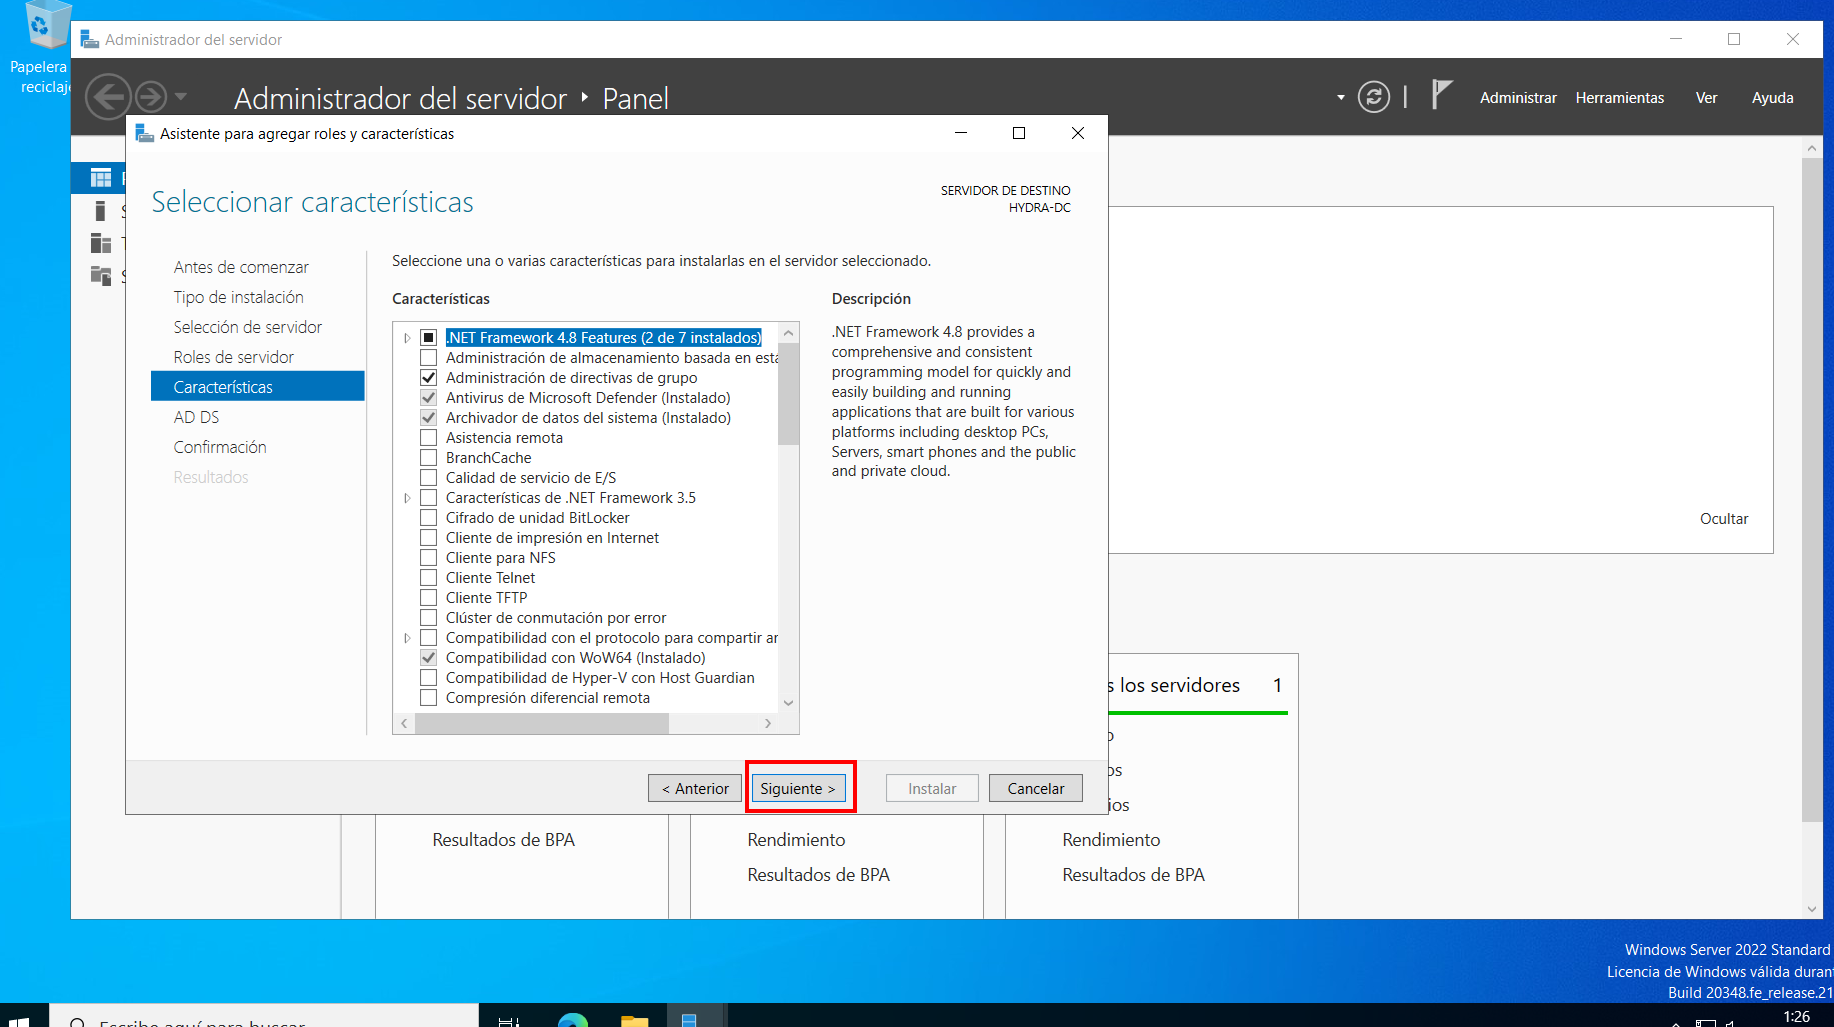 Papelera
reciclaj
Administrador del servidor
Administrador del servidor
Panel
Administrar
Herramientas
Ver
Ayuda
Asistente para agregar roles y características
Seleccionar características
SERVIDOR DE DESTINO
HYDRA-DC
Antes de comenzar
Tipo de instalación
Selección de servidor
Roles de servidor
Características
AD DS
Confirmación
Resultados
Seleccione una o varias características para instalarlas en el servidor seleccionado.
Características
.NET Framework 4.8 Features (2 de 7 instalados)
Administración de almacenamiento basada en está
Administración de directivas de grupo
Antivirus de Microsoft Defender (Instalado)
Archivador de datos del sistema (Instalado)
Asistencia remota
BranchCache
Calidad de servicio de E/S
Características de .NET Framework 3.5
Cifrado de unidad BitLocker
Cliente de impresión en Internet
Cliente para NFS
Cliente Telnet
Cliente TFTP
Clúster de conmutación por error
Compatibilidad con el protocolo para compartir ar
Compatibilidad con WoW64 (Instalado)
Compatibilidad de Hyper-V con Host Guardian
Compresión diferencial remota
Descripción
.NET Framework 4.8 provides a
comprehensive and consistent
programming model for quickly and
easily building and running
applications that are built for various
platforms including desktop PCs,
Servers, smart phones and the public
and private cloud.
< Anterior
Siguiente >
Instalar
Cancelar
Ocultar
s los servidores 1
os
ios
Rendimiento
Resultados de BPA
Rendimiento
Resultados de BPA
Resultados de BPA
Windows Server 2022 Standard
Licencia de Windows válida durant
Build 20348.fe_release.21
Escribe aquí para buscar
1:26